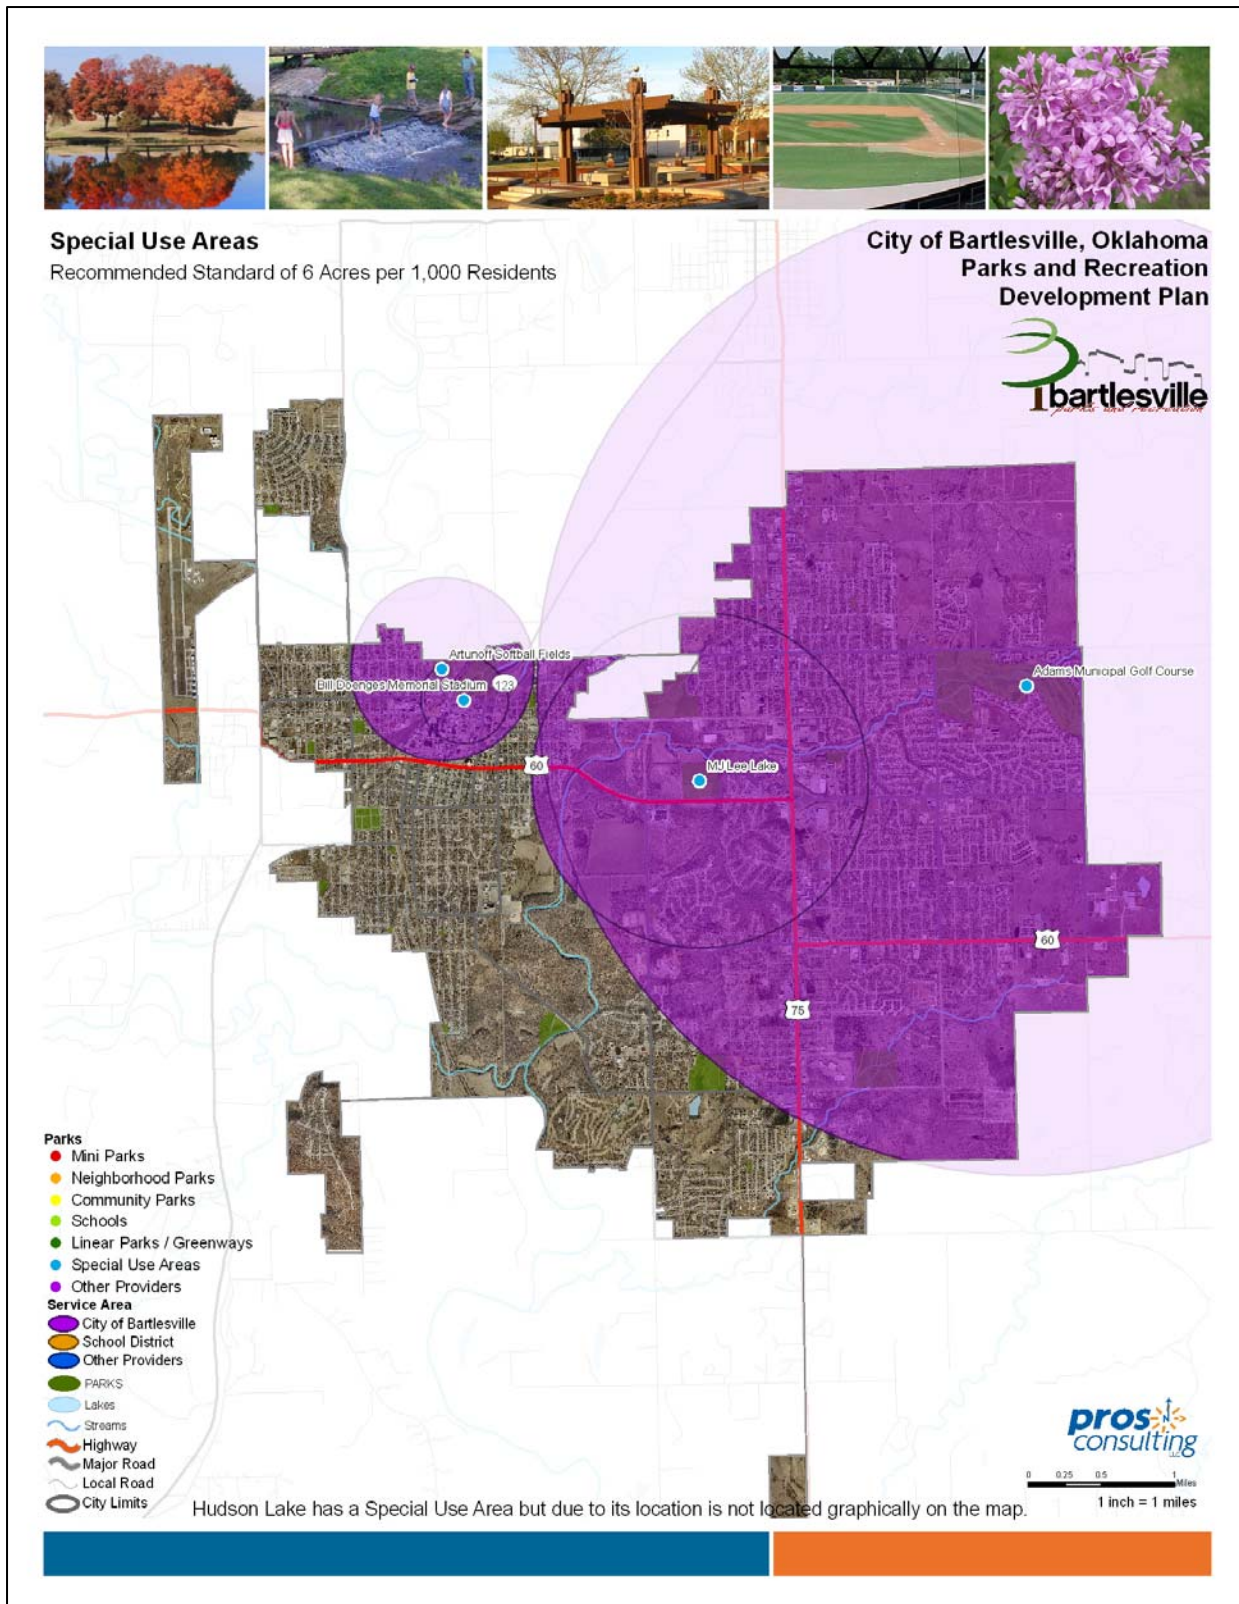 Special Use Areas
Recommended Standard of 6 Acres per 1,000 Residents
City of Bartlesville, Oklahoma
Parks and Recreation
Development Plan
bartlesville
parks and recreation
Artunoff Softball Fields
Bill Doenges Memorial Stadium
123
Adams Municipal Golf Course
60
MJ Lee Lake
60
75
Parks
Mini Parks
Neighborhood Parks
Community Parks
Schools
Linear Parks / Greenways
Special Use Areas
Other Providers
Service Area
City of Bartlesville
School District
Other Providers
PARKS
Lakes
Streams
Highway
Major Road
Local Road
City Limits
N
pros
consulting
LLC
0 0.25 0.5 1
Miles
1 inch = 1 miles
Hudson Lake has a Special Use Area but due to its location is not located graphically on the map.